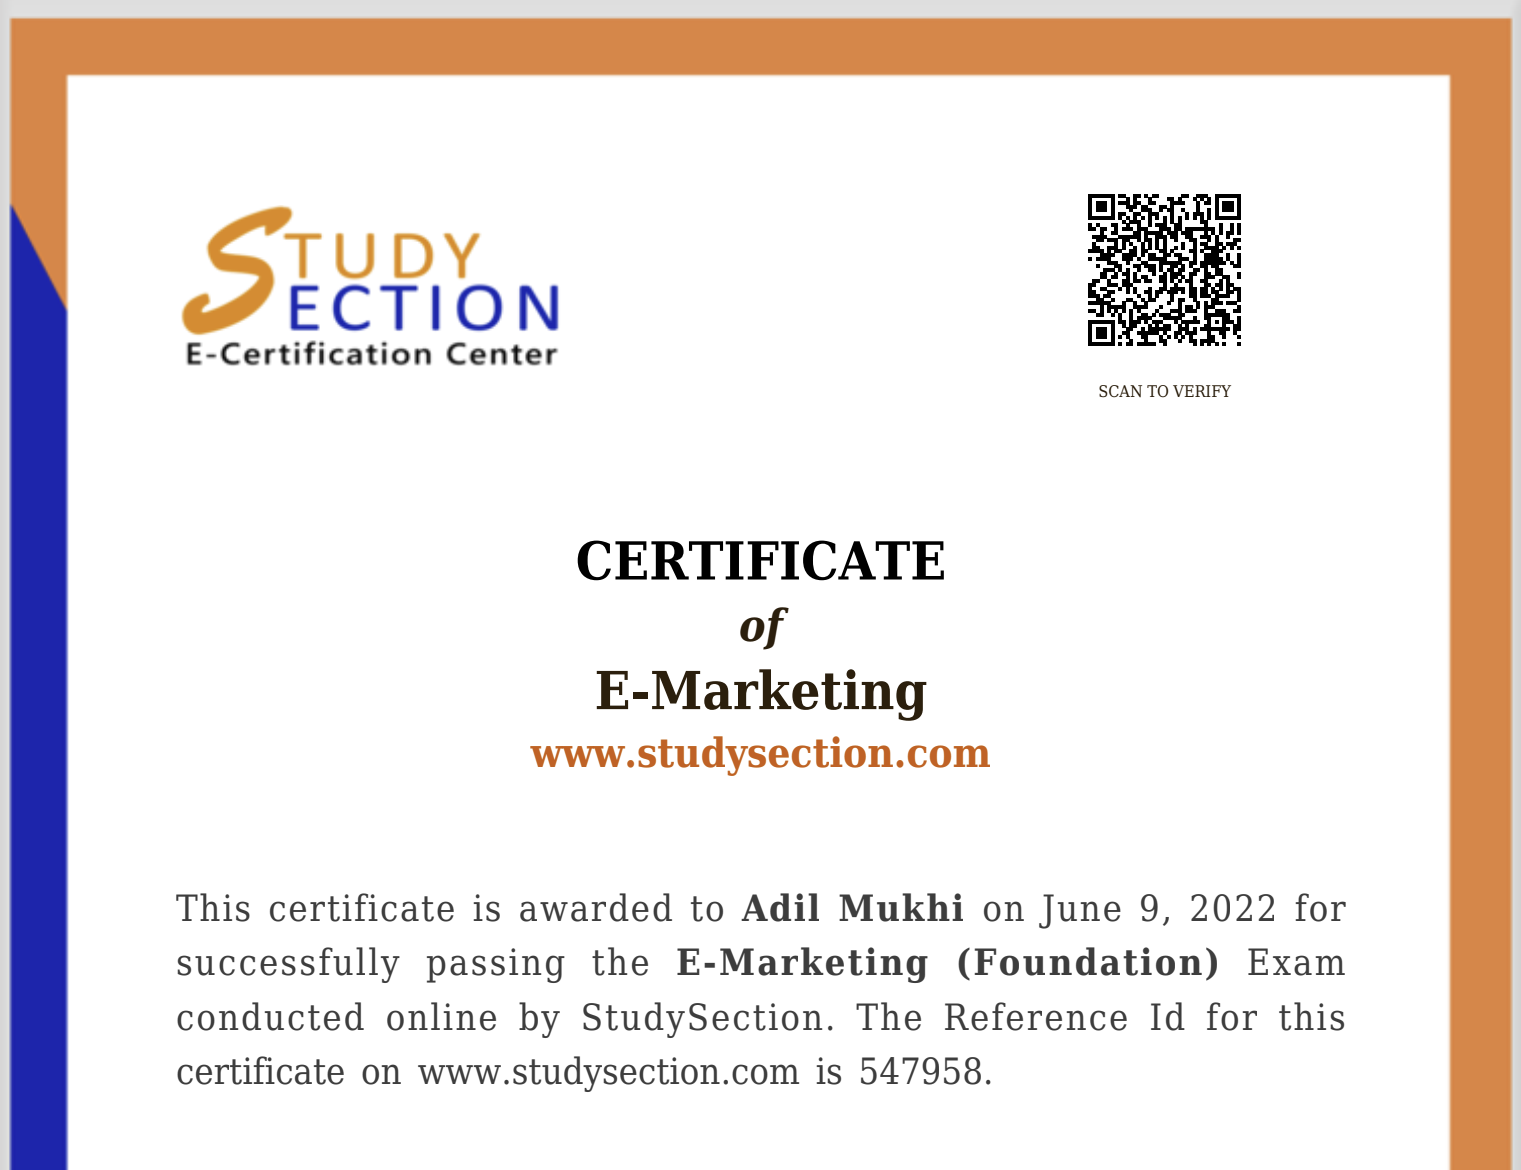 STUDY
SECTION
E-Certification Center
SCAN TO VERIFY
CERTIFICATE
of
E-Marketing
www.studysection.com
This certificate is awarded to Adil Mukhi on June 9, 2022 for
successfully passing the E-Marketing (Foundation) Exam
conducted online by StudySection. The Reference Id for this
certificate on www.studysection.com is 547958.